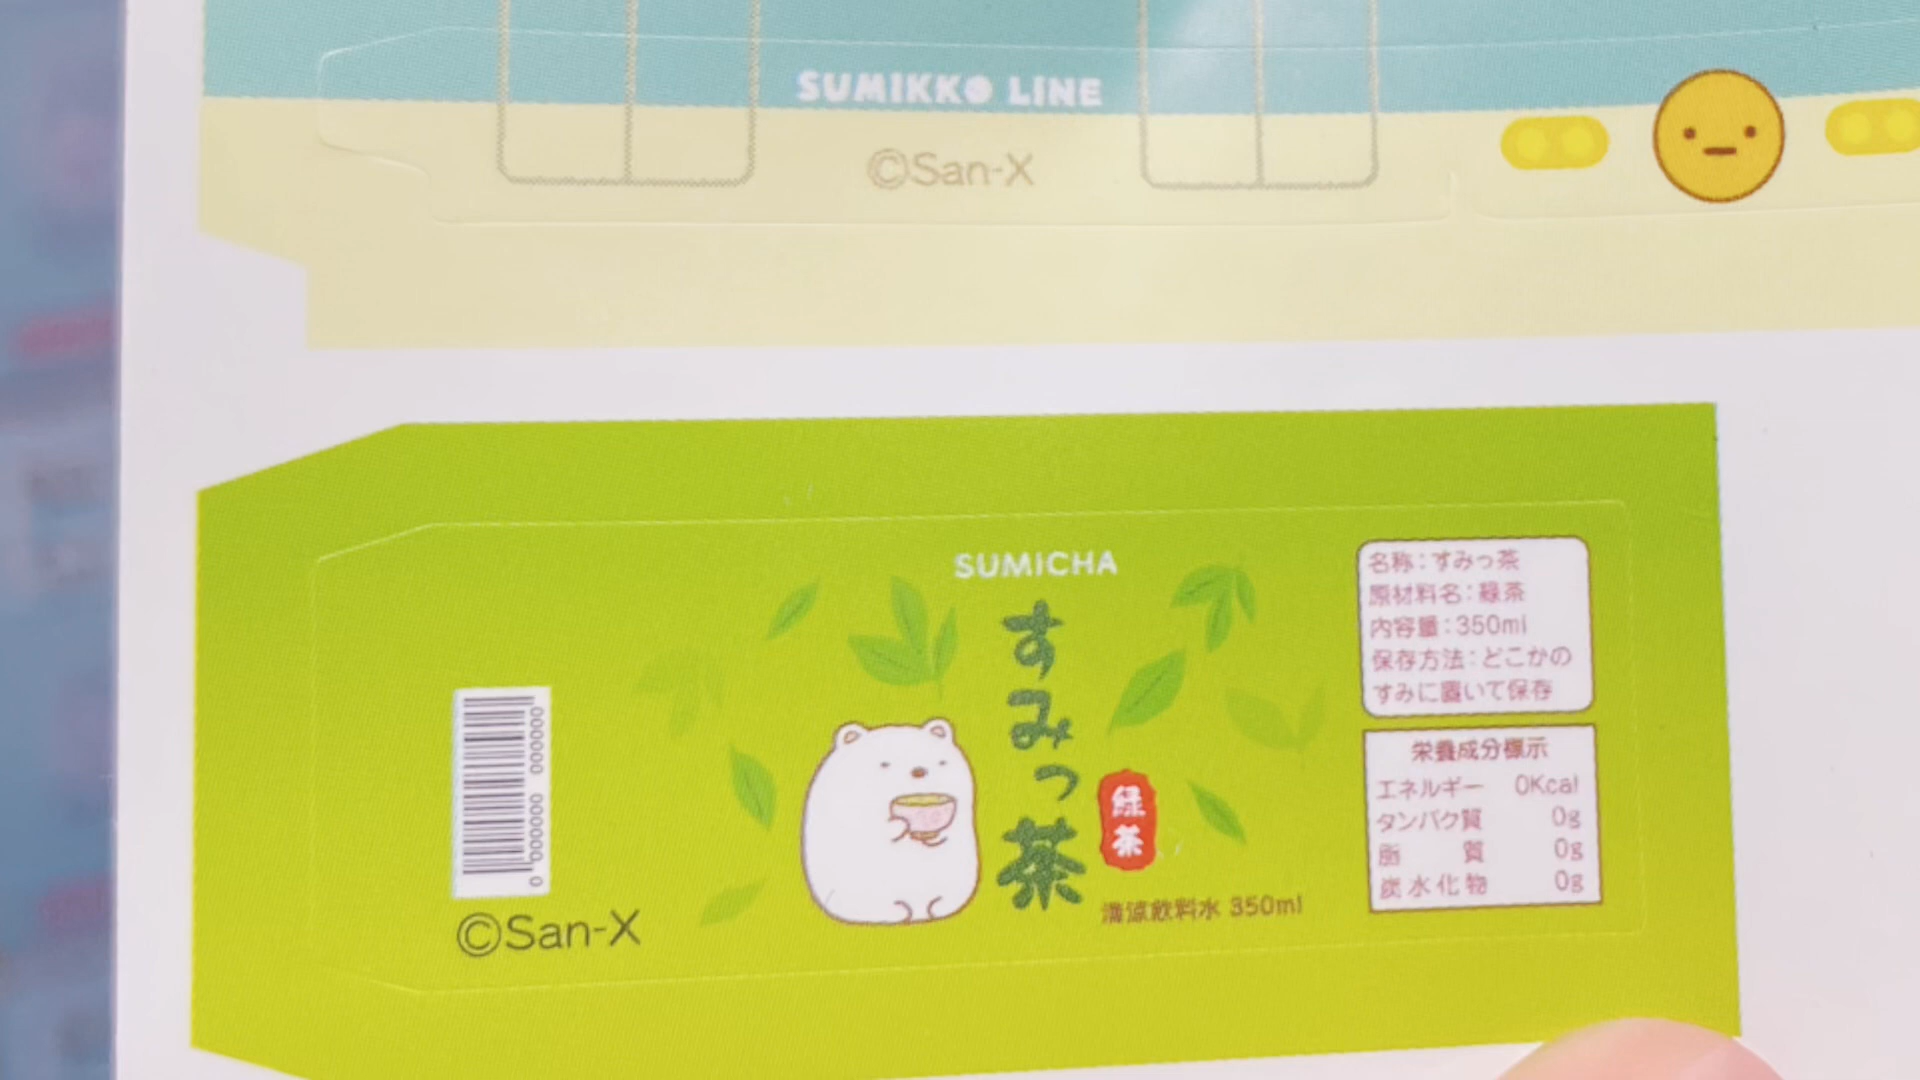 SUMIKKO LINE
©San-X
SUMICHA
すみっ茶
緑茶
清涼飲料水 350ml
000000 000000 0
©San-X
名称:すみっ茶
原材料名:緑茶
内容量:350ml
保存方法:どこかの
すみに置いて保存
栄養成分標示
エネルギー 0Kcal
タンパク質 0g
脂質 0g
炭水化物 0g